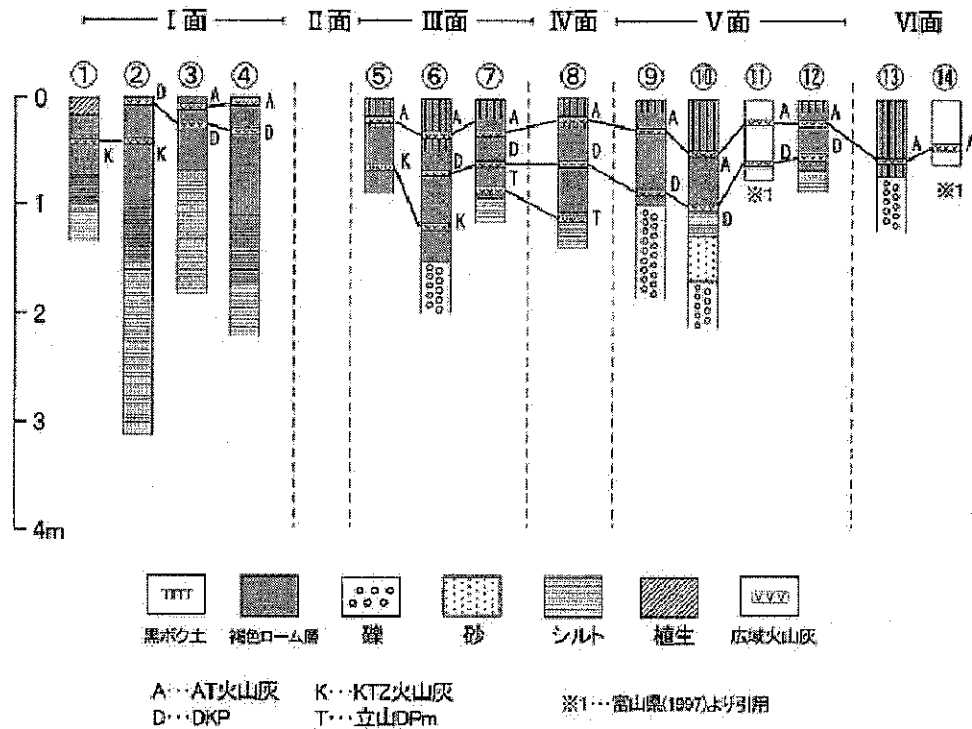 I面 II面 III面 IV面 V面 VI面
① ② ③ ④ ⑤ ⑥ ⑦ ⑧ ⑨ ⑩ ⑪ ⑫ ⑬ ⑭
0
D A A A A A A A A A A A A
D D
K K K D D D D D D
1
T
※1 ※1
K T D
2
3
4m
黒ボク土 褐色ローム層 礫 砂 シルト 植生 広域火山灰
A…AT火山灰 K…KTZ火山灰
D…DKP T…立山DPm
※1…富山県(1997)より引用